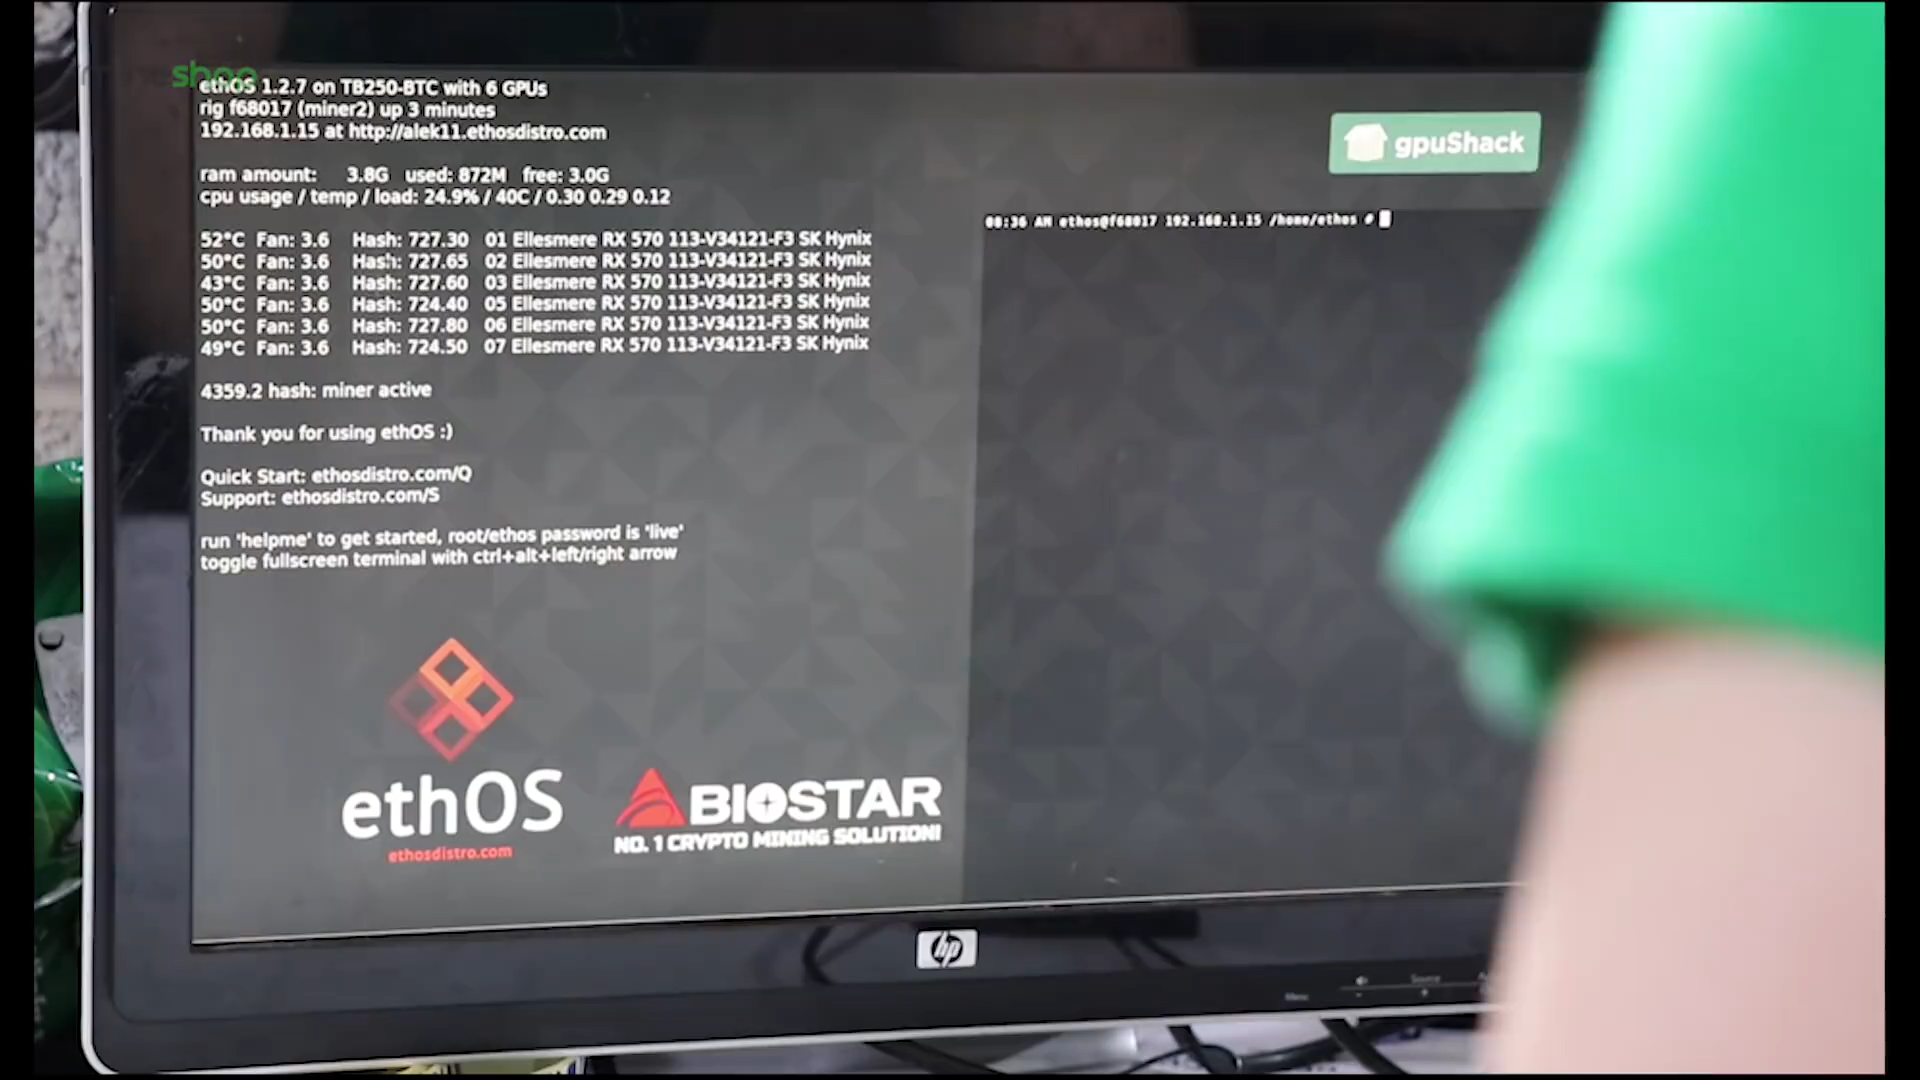 shoo
ethOS 1.2.7 on TB250-BTC with 6 GPUs
rig f68017 (miner2) up 3 minutes
192.168.1.15 at http://alek11.ethosdistro.com
ram amount: 3.8G used: 872M free: 3.0G
cpu usage / temp / load: 24.9% / 40C / 0.30 0.29 0.12
52°C Fan: 3.6 Hash: 727.30 01 Ellesmere RX 570 113-V34121-F3 SK Hynix
50°C Fan: 3.6 Hash: 727.65 02 Ellesmere RX 570 113-V34121-F3 SK Hynix
43°C Fan: 3.6 Hash: 727.60 03 Ellesmere RX 570 113-V34121-F3 SK Hynix
50°C Fan: 3.6 Hash: 724.40 05 Ellesmere RX 570 113-V34121-F3 SK Hynix
50°C Fan: 3.6 Hash: 727.80 06 Ellesmere RX 570 113-V34121-F3 SK Hynix
49°C Fan: 3.6 Hash: 724.50 07 Ellesmere RX 570 113-V34121-F3 SK Hynix
4359.2 hash: miner active
Thank you for using ethOS :)
Quick Start: ethosdistro.com/Q
Support: ethosdistro.com/S
run 'helpme' to get started, root/ethos password is 'live'
toggle fullscreen terminal with ctrl+alt+left/right arrow
ethOS
ethosdistro.com
BIOSTAR
NO. 1 CRYPTO MINING SOLUTION!
gpuShack
08:36 AM ethos@f68017 192.168.1.15 /home/ethos #
hp
Menu
Source